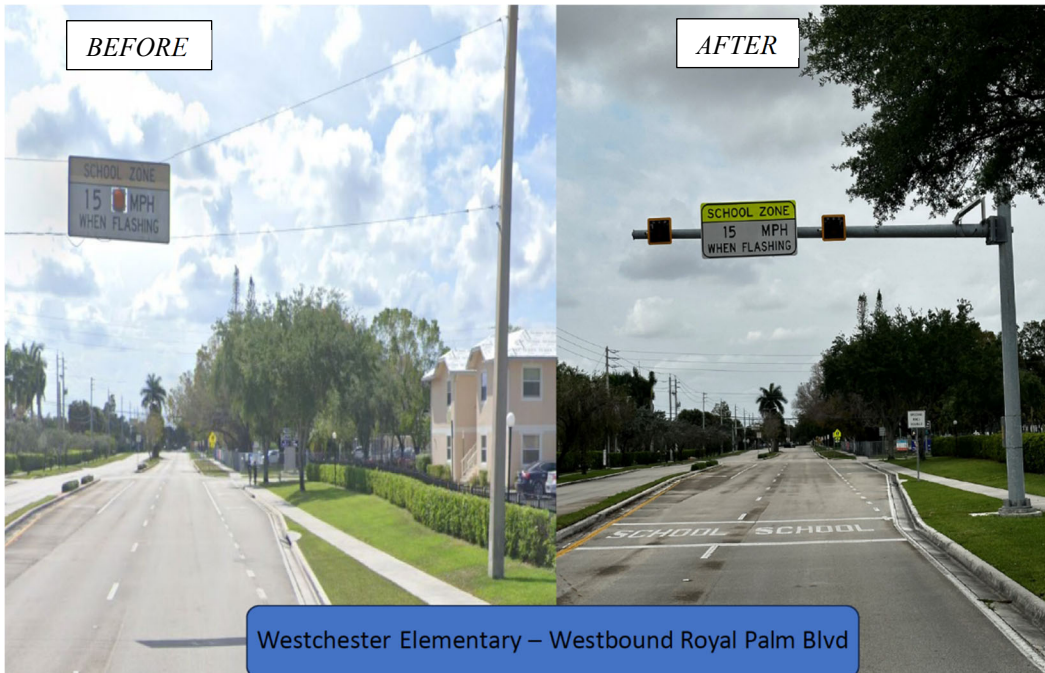 BEFORE
SCHOOL ZONE
15 MPH
WHEN FLASHING
AFTER
SCHOOL ZONE
15 MPH
WHEN FLASHING
SCHOOL SCHOOL
Westchester Elementary – Westbound Royal Palm Blvd